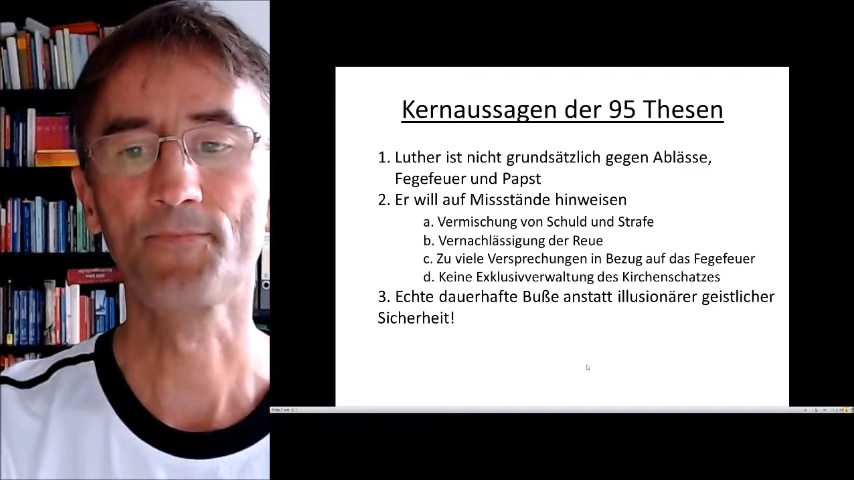 Kernaussagen der 95 Thesen
1. Luther ist nicht grundsätzlich gegen Ablässe,
Fegefeuer und Papst
2. Er will auf Missstände hinweisen
a. Vermischung von Schuld und Strafe
b. Vernachlässigung der Reue
c. Zu viele Versprechungen in Bezug auf das Fegefeuer
d. Keine Exklusivverwaltung des Kirchenschatzes
3. Echte dauerhafte Buße anstatt illusionärer geistlicher
Sicherheit!